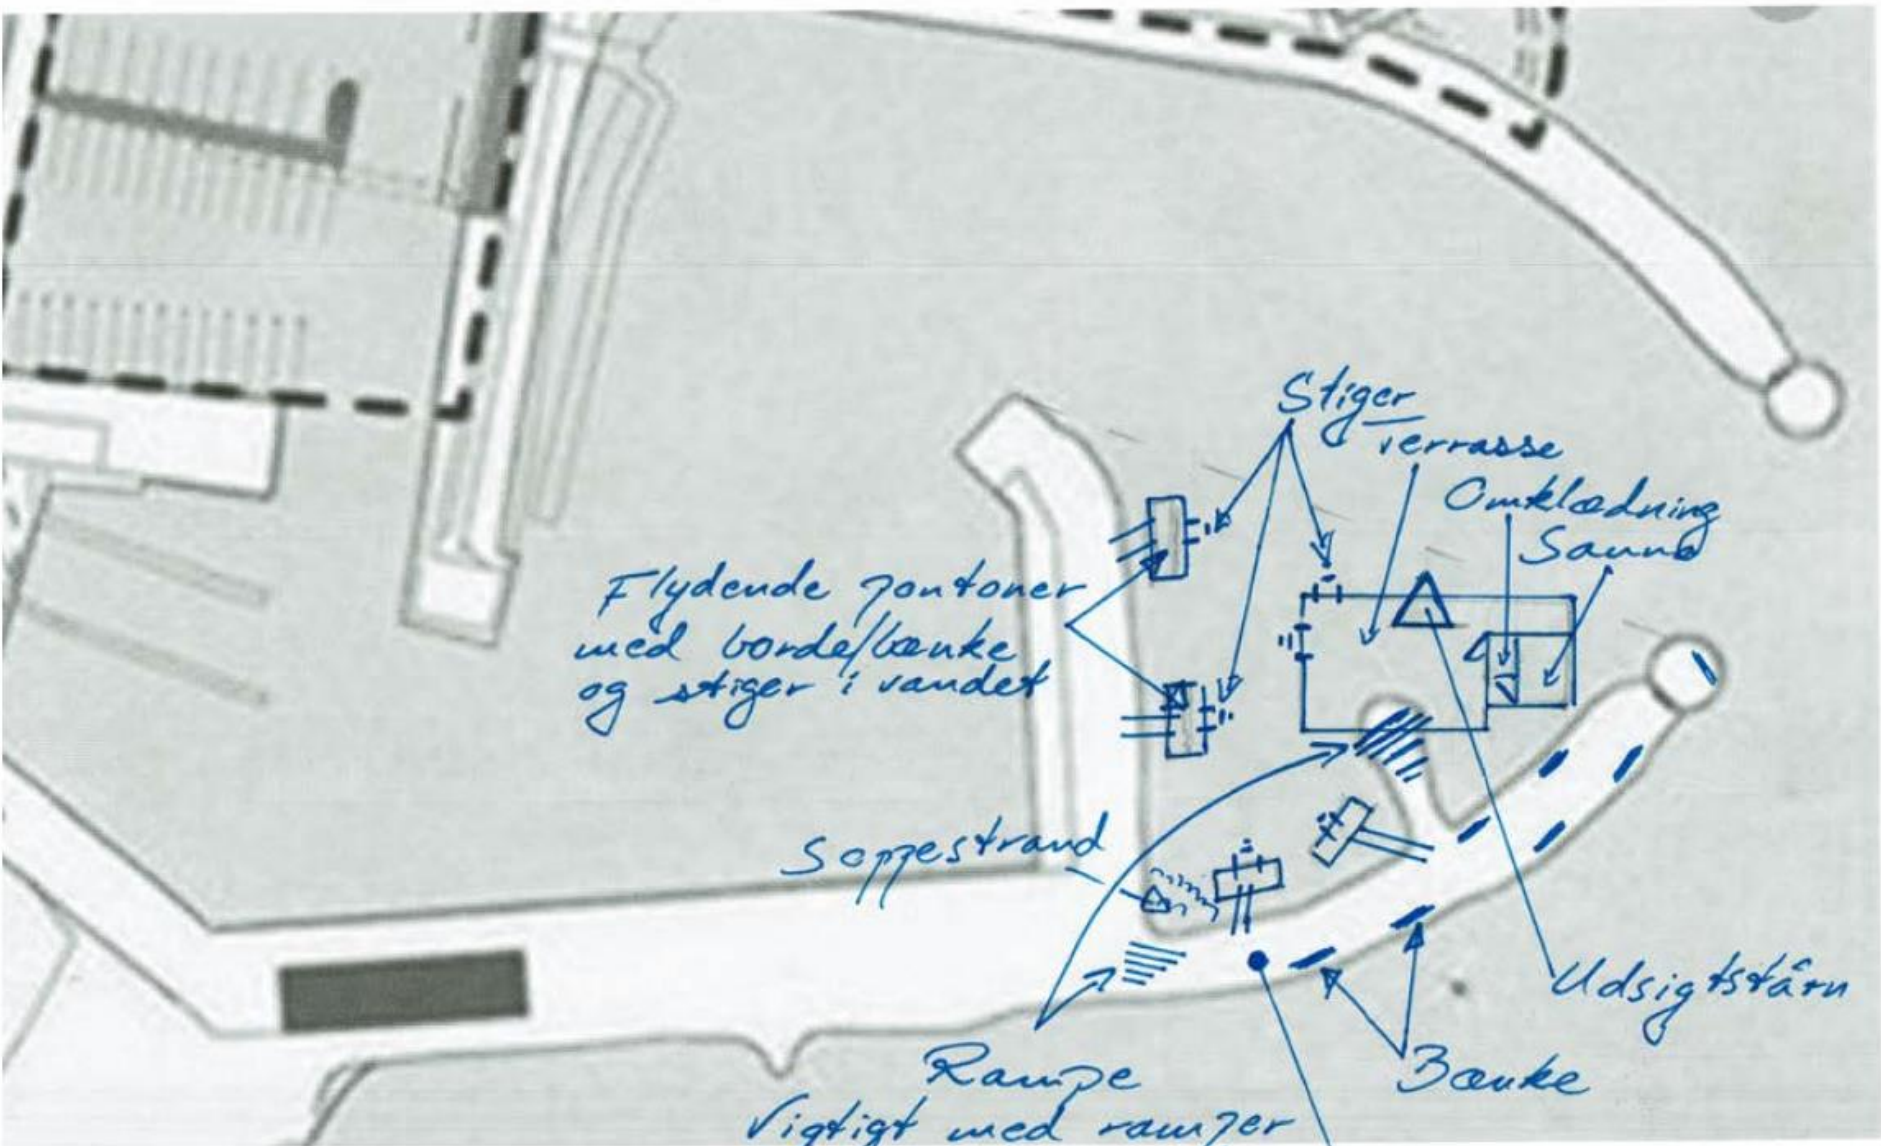 Stiger
Terrasse
Omklædning
Sauna
Flydende pontoner
med borde/bænke
og stiger i vandet
Soppestrand
Udsigtstårn
Rampe
Bænke
Vigtigt med ramper